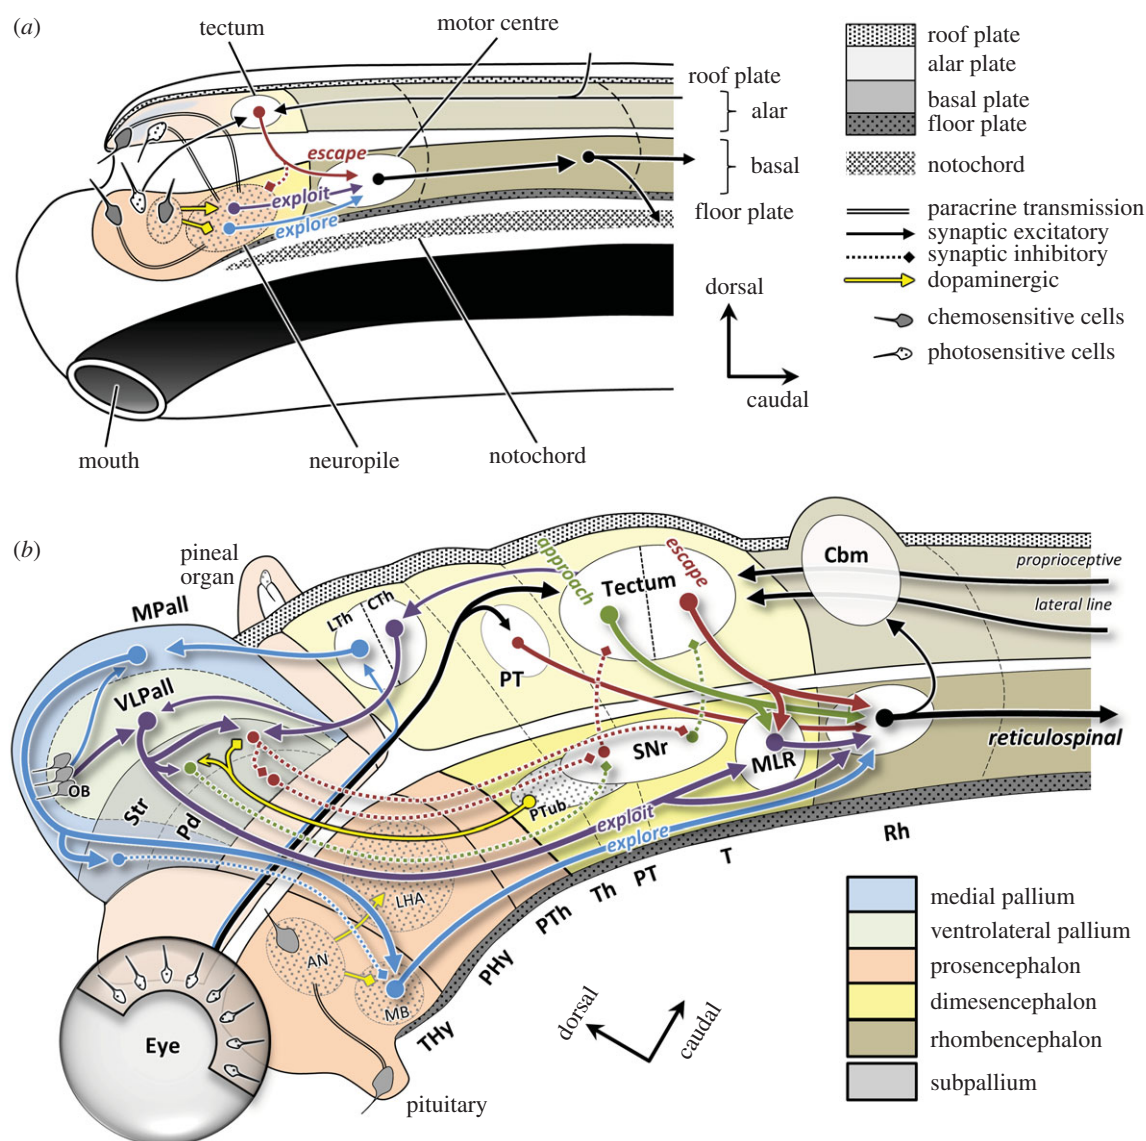 (a)
tectum
motor centre
roof plate
alar
basal
floor plate
escape
exploit
explore
mouth
neuropile
notochord
dorsal
caudal
roof plate
alar plate
basal plate
floor plate
notochord
paracrine transmission
synaptic excitatory
synaptic inhibitory
dopaminergic
chemosensitive cells
photosensitive cells
(b)
pineal
organ
MPall
VLPall
OB
Str
Pd
LTh
CTh
PT
approach
Tectum
escape
Cbm
proprioceptive
lateral line
SNr
MLR
PTub
reticulospinal
exploit
explore
LHA
AN
MB
THy
PHy
PTh
Th
PT
T
Rh
Eye
pituitary
dorsal
caudal
medial pallium
ventrolateral pallium
prosencephalon
dimesencephalon
rhombencephalon
subpallium